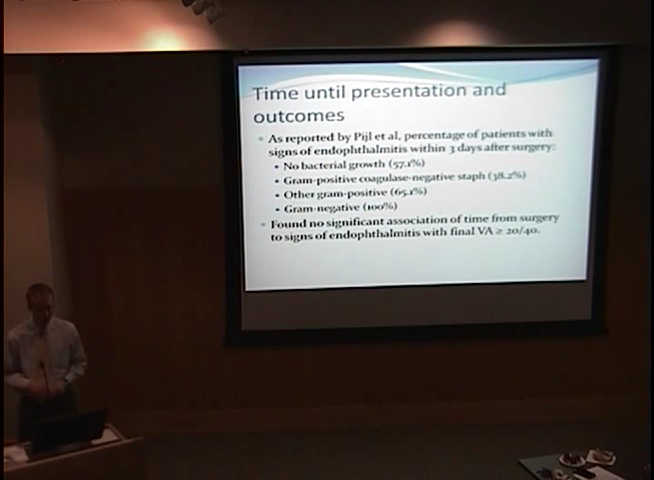 Time until presentation and
outcomes
As reported by Pijl et al, percentage of patients with
signs of endophthalmitis within 3 days after surgery:
No bacterial growth (57.1%)
Gram-positive coagulase-negative staph (38.2%)
Other gram-positive (65.1%)
Gram-negative (100%)
Found no significant association of time from surgery
to signs of endophthalmitis with final VA ≥ 20/40.